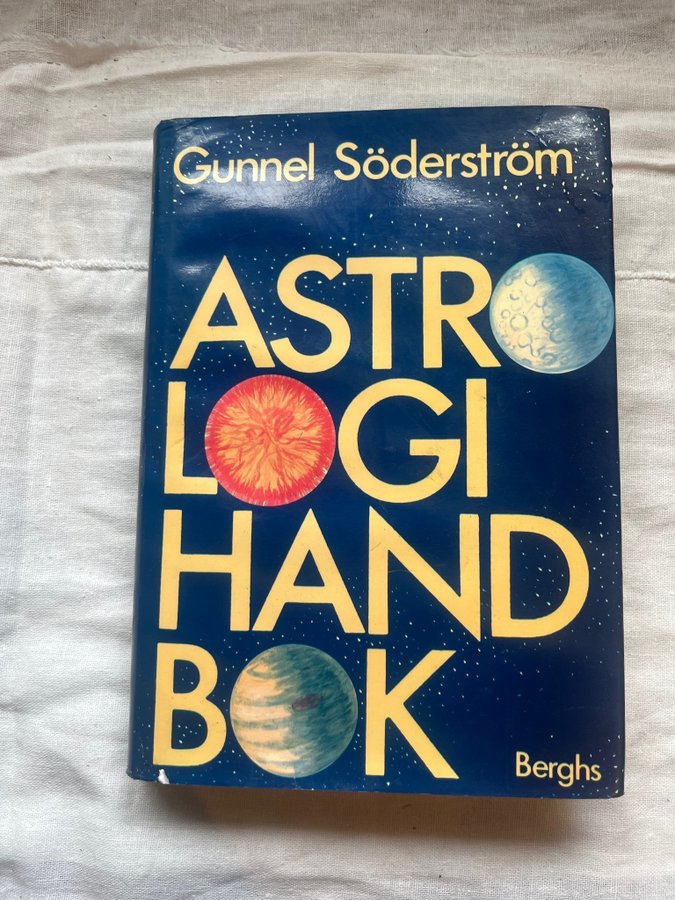 Gunnel Söderström
ASTRO
LOGI
HAND
BOK
Berghs